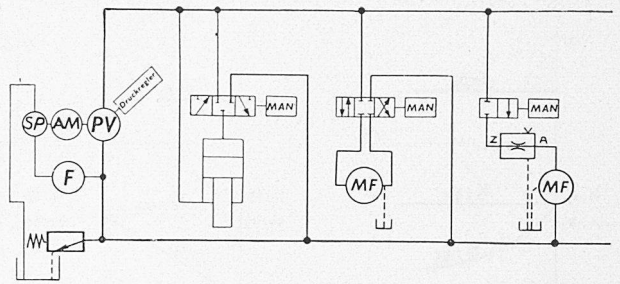 Druckregler
SP AM PV
F
MAN
MAN
MF
MAN
Z V A
MF